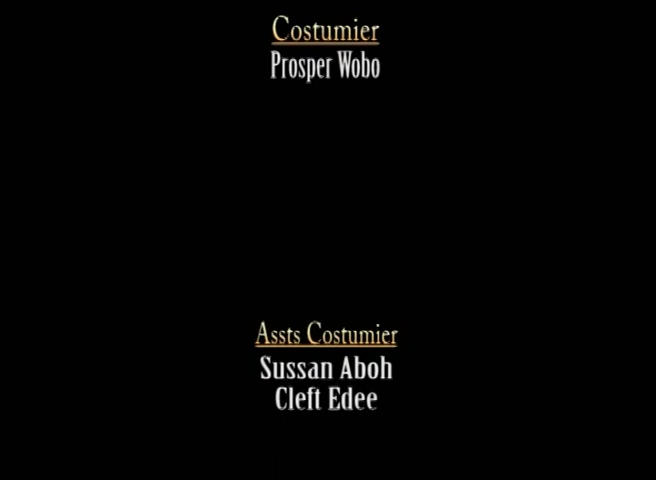 Costumier
Prosper Wobo
Assts Costumier
Sussan Aboh
Cleft Edee